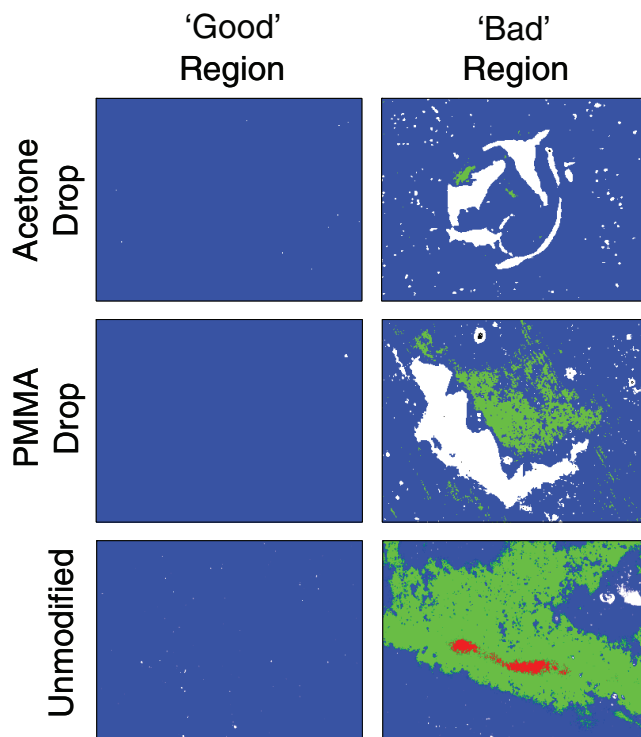 ‘Good’
Region
‘Bad’
Region
Acetone
Drop
PMMA
Drop
Unmodified